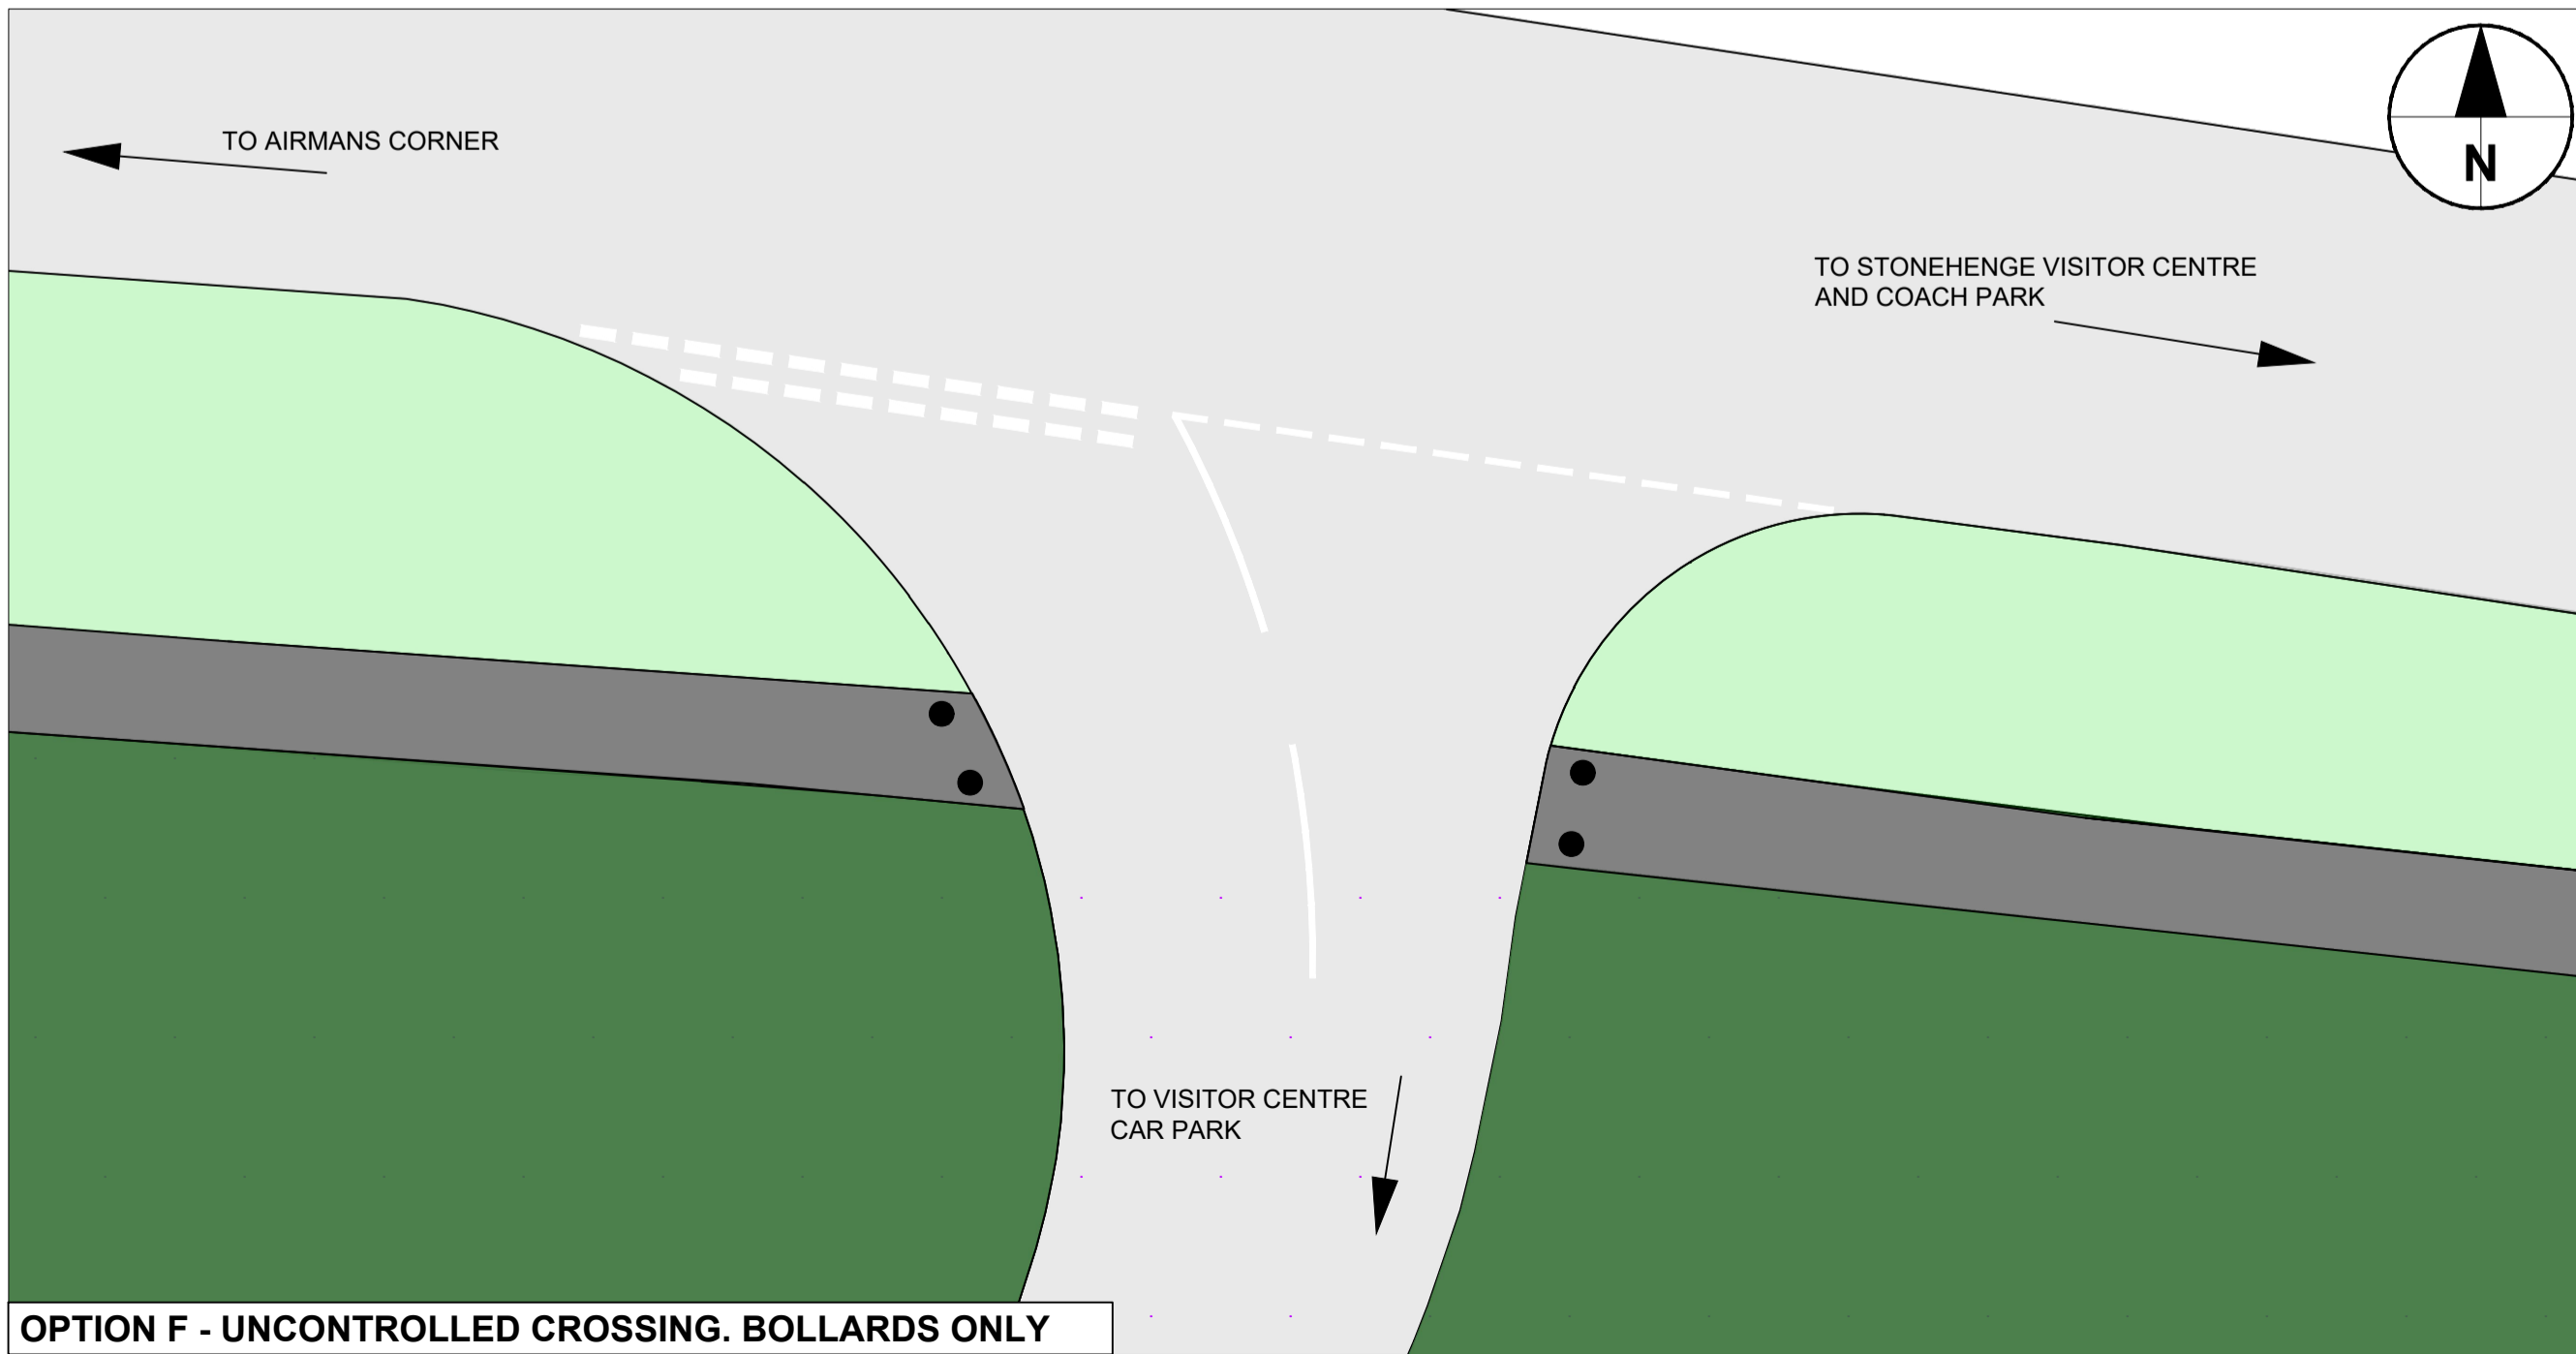 TO AIRMANS CORNER
N
TO STONEHENGE VISITOR CENTRE
AND COACH PARK
TO VISITOR CENTRE
CAR PARK
OPTION F - UNCONTROLLED CROSSING. BOLLARDS ONLY